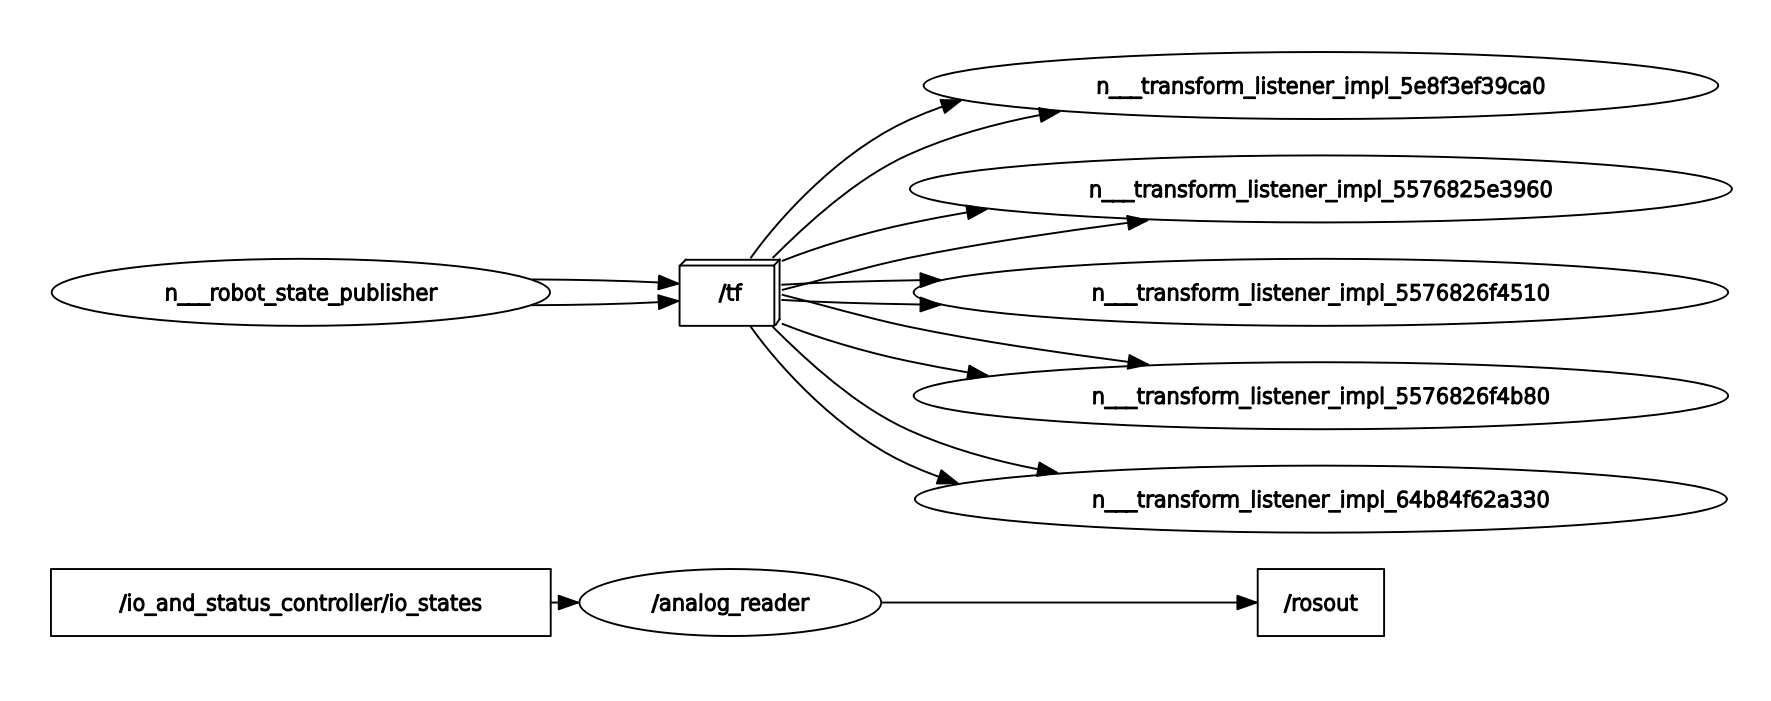 n___transform_listener_impl_5e8f3ef39ca0
n___transform_listener_impl_5576825e3960
n___robot_state_publisher
/tf
n___transform_listener_impl_5576826f4510
n___transform_listener_impl_5576826f4b80
n___transform_listener_impl_64b84f62a330
/io_and_status_controller/io_states
/analog_reader
/rosout